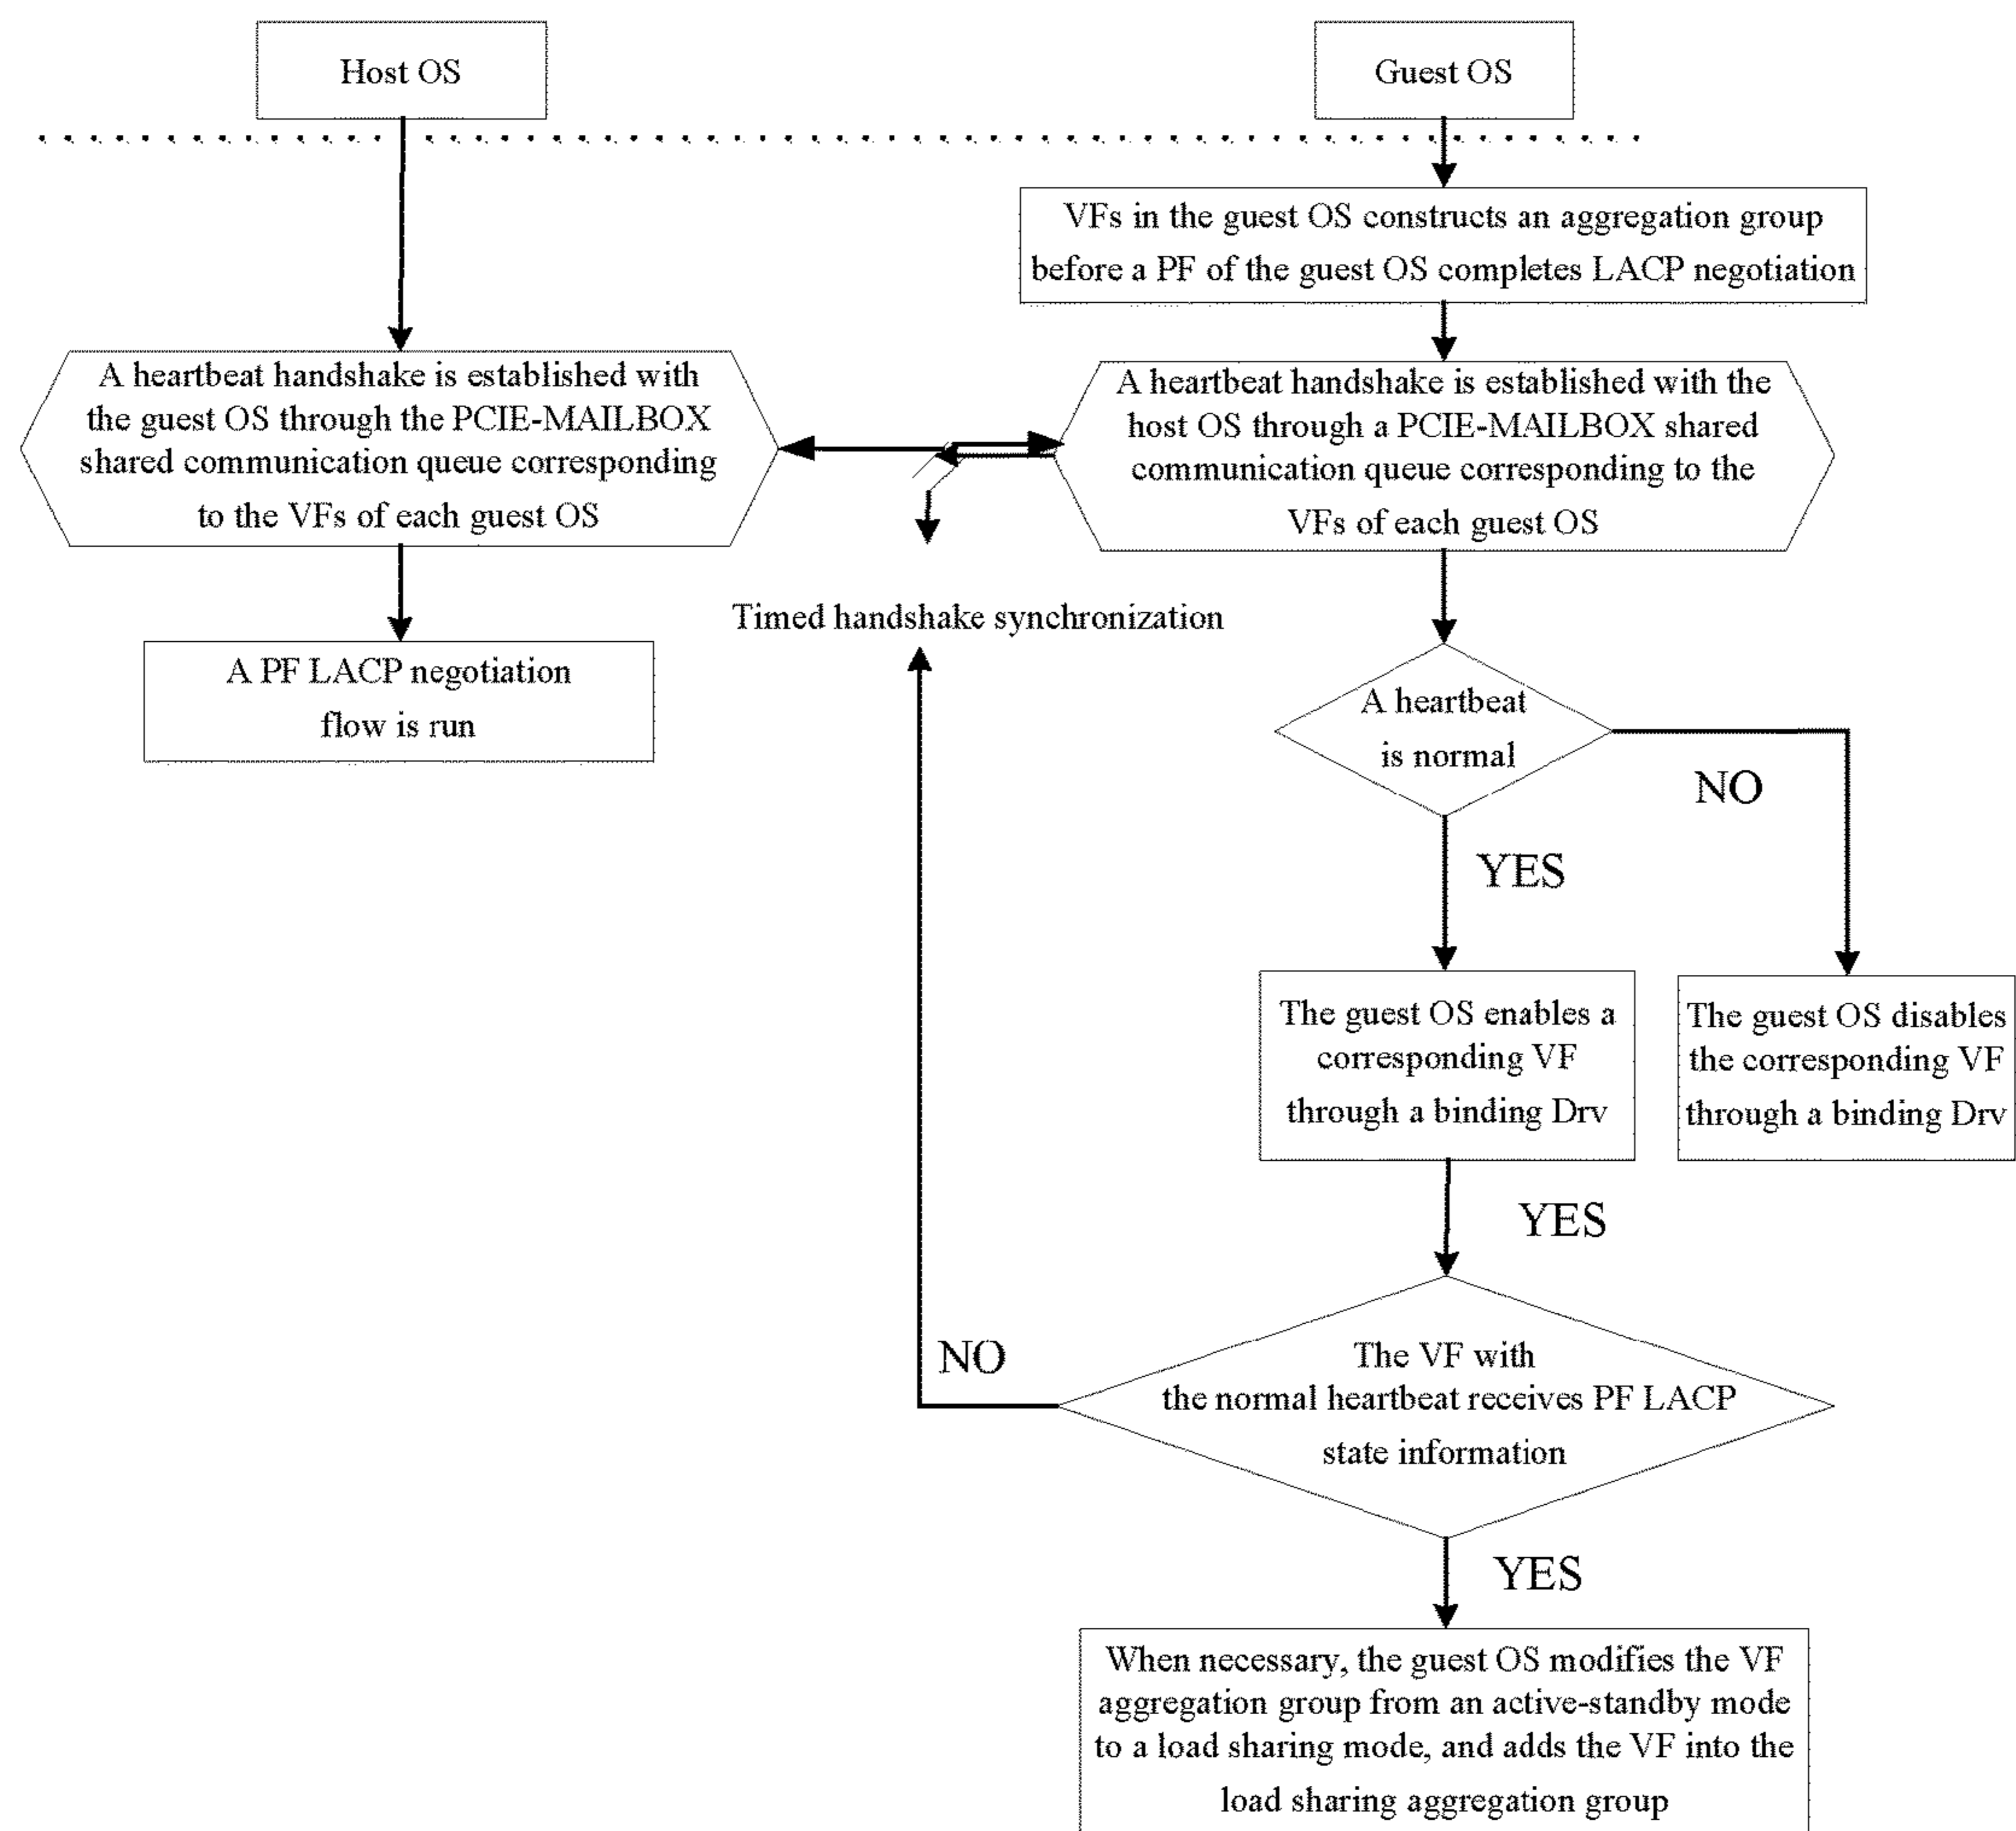 Host OS
Guest OS
VFs in the guest OS constructs an aggregation group
before a PF of the guest OS completes LACP negotiation
A heartbeat handshake is established with
the guest OS through the PCIE-MAILBOX
shared communication queue corresponding
to the VFs of each guest OS
A heartbeat handshake is established with the
host OS through a PCIE-MAILBOX shared
communication queue corresponding to the
VFs of each guest OS
Timed handshake synchronization
A PF LACP negotiation
flow is run
A heartbeat
is normal
NO
YES
The guest OS enables a
corresponding VF
through a binding Drv
The guest OS disables
the corresponding VF
through a binding Drv
YES
NO
The VF with
the normal heartbeat receives PF LACP
state information
YES
When necessary, the guest OS modifies the VF
aggregation group from an active-standby mode
to a load sharing mode, and adds the VF into the
load sharing aggregation group